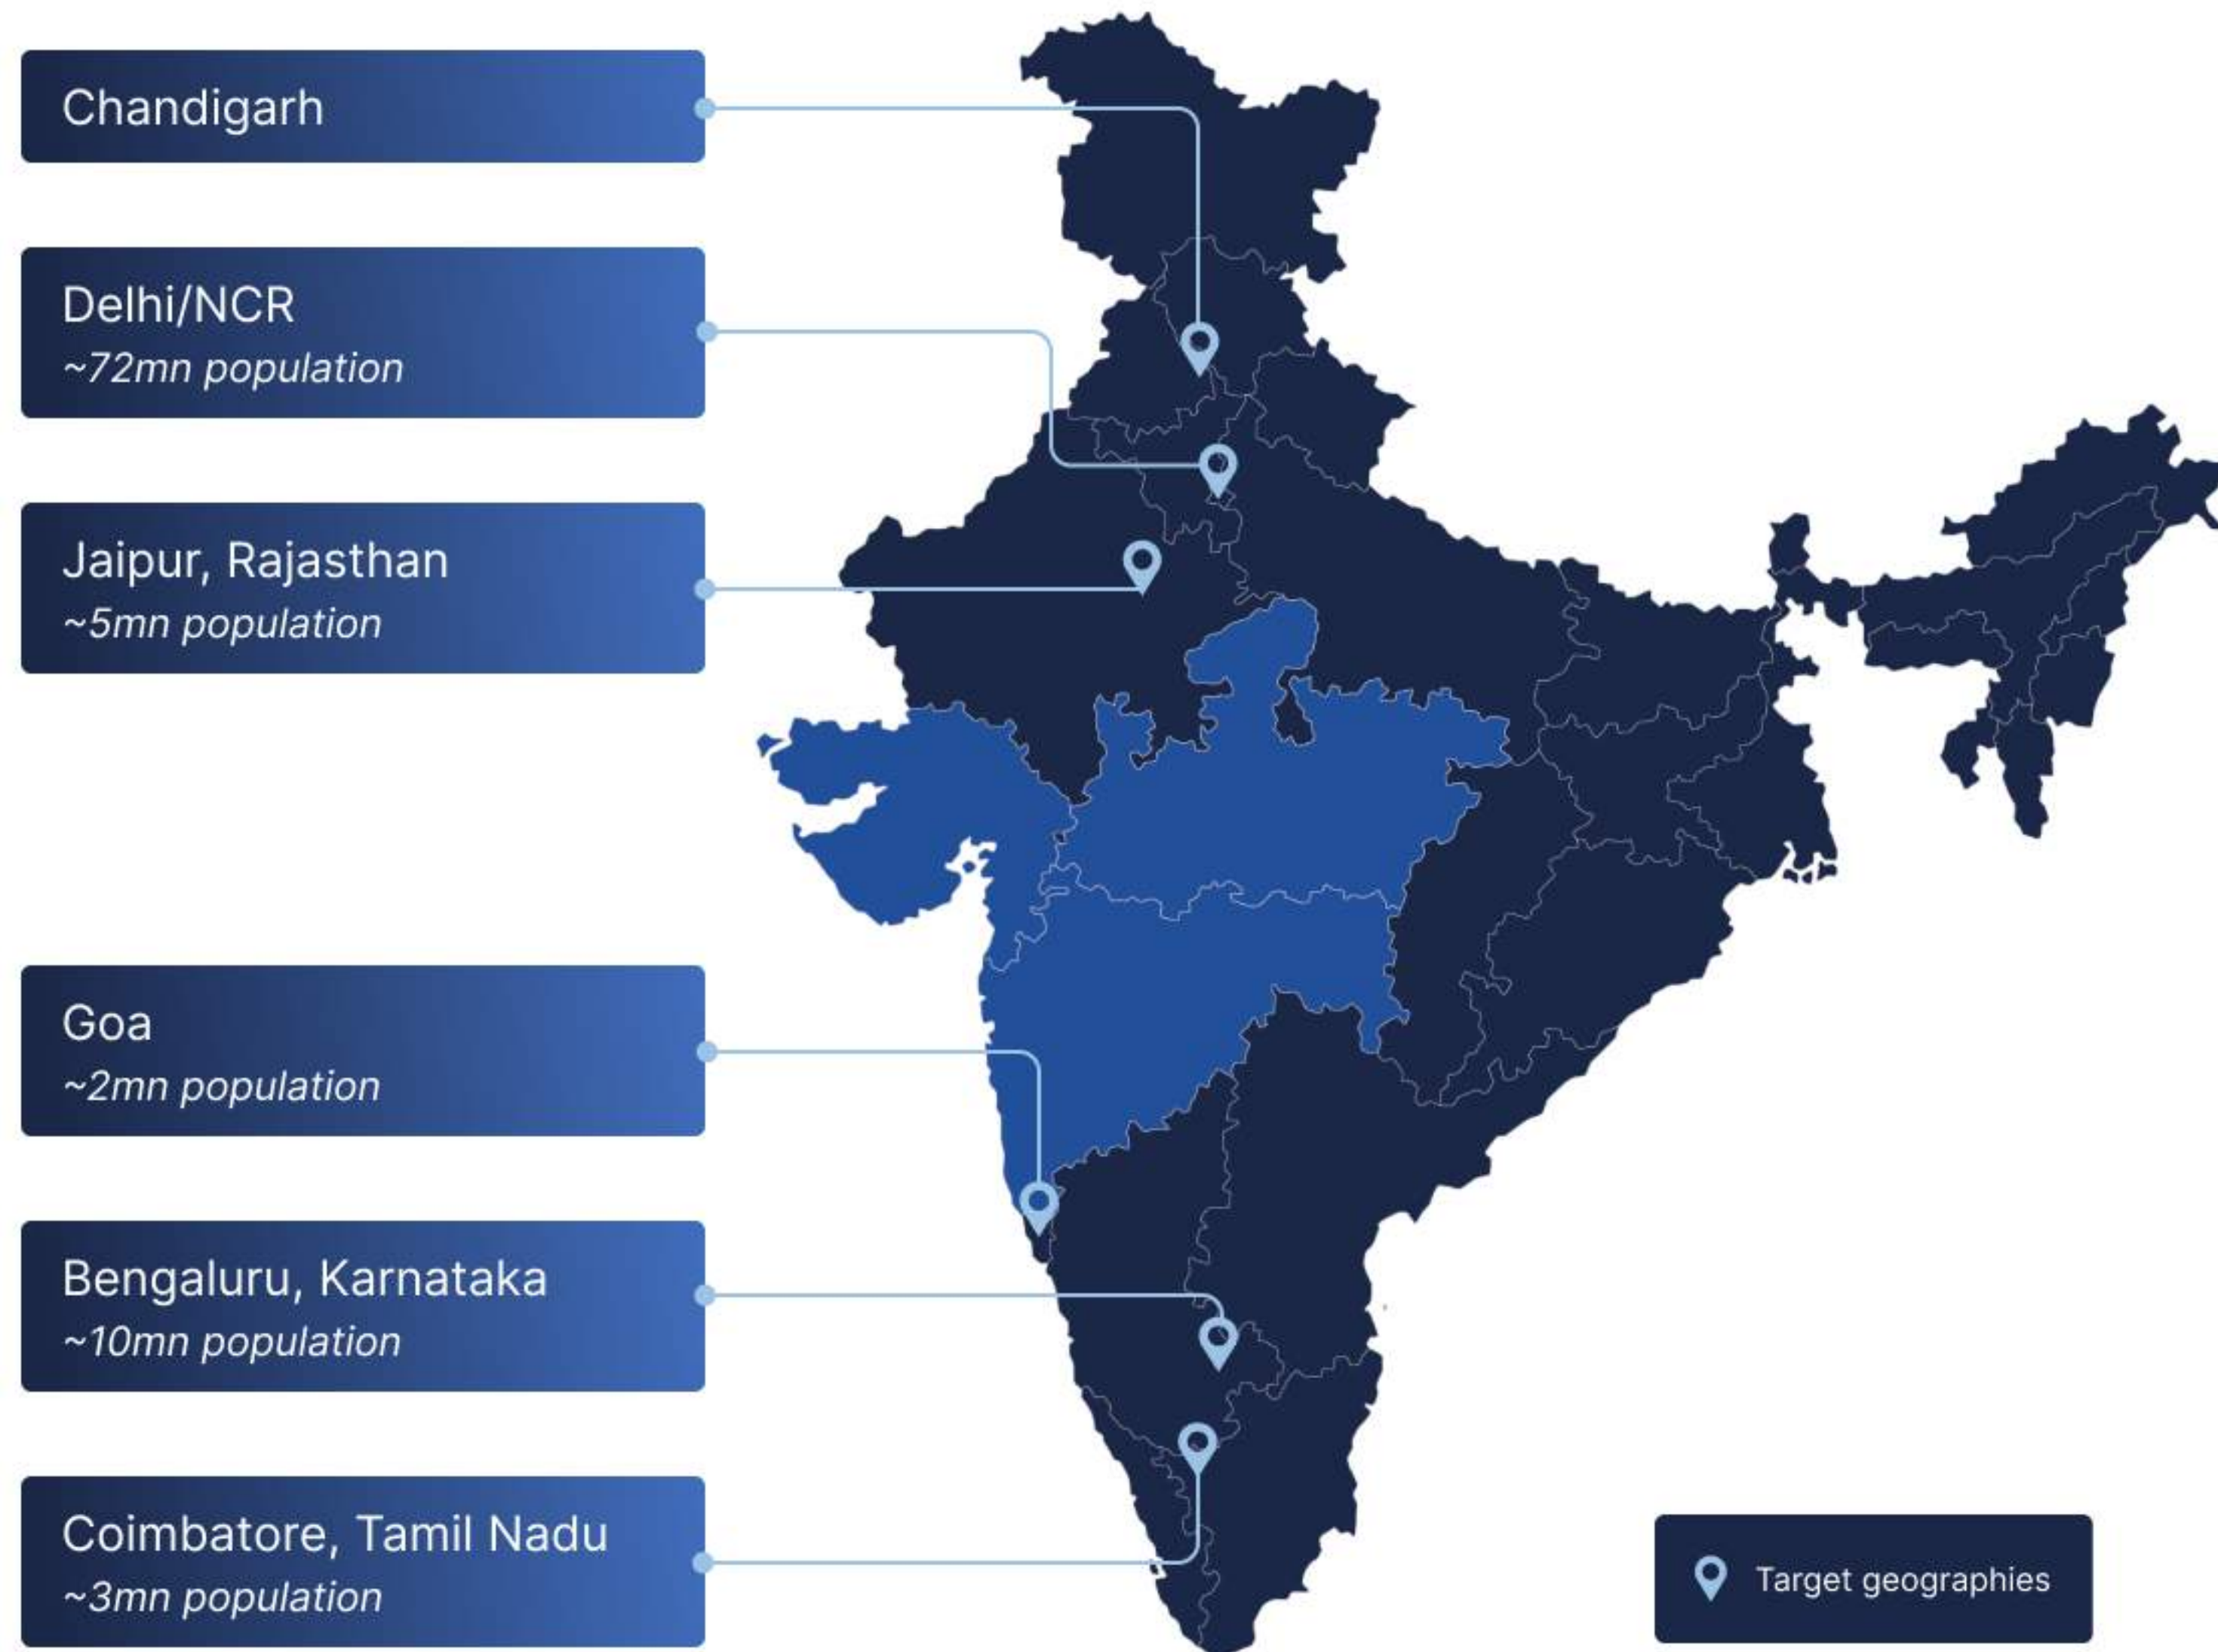 Chandigarh
Delhi/NCR
~72mn population
Jaipur, Rajasthan
~5mn population
Goa
~2mn population
Bengaluru, Karnataka
~10mn population
Coimbatore, Tamil Nadu
~3mn population
Target geographies